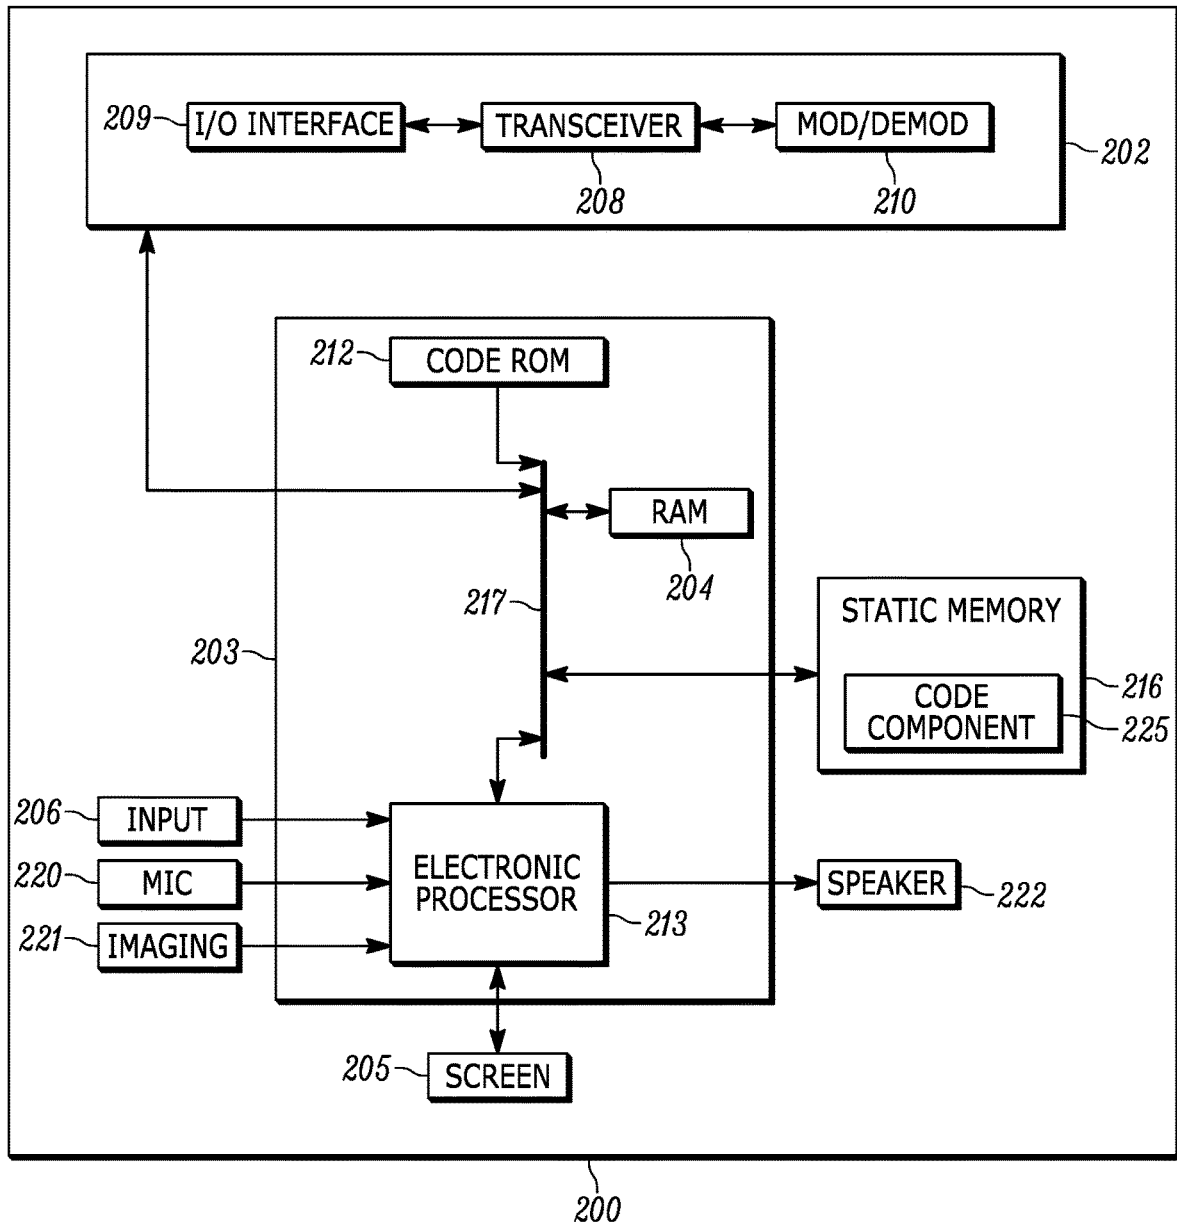 209
I/O INTERFACE
TRANSCEIVER
MOD/DEMOD
208
210
202
212
CODE ROM
RAM
204
217
203
STATIC MEMORY
CODE
COMPONENT
216
225
206
INPUT
220
MIC
221
IMAGING
ELECTRONIC
PROCESSOR
213
SPEAKER
222
205
SCREEN
200